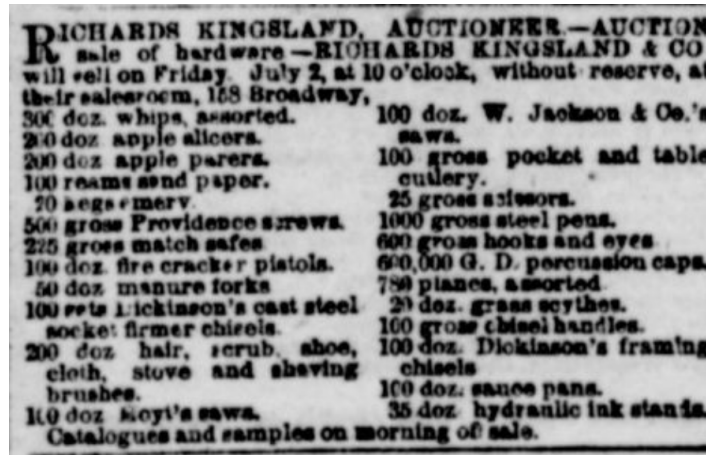 RICHARDS KINGSLAND, AUCTIONEER.—AUCTION
sale of hardware—RICHARDS KINGSLAND & CO
will sell on Friday. July 2, at 10 o'clock, without reserve, at
their salesroom, 158 Broadway,
300 doz. whips, assorted.
200 doz apple slicers.
200 doz apple parers.
100 reams sand paper.
70 kegs emery.
500 gross Providence screws.
225 gross match safes
100 doz. fire cracker pistols.
50 doz manure forks
100 sets Dickinson's cast steel
socket firmer chisels.
200 doz hair, scrub, shoe,
cloth, stove and shaving
brushes.
100 doz Hoyt's saws.
100 doz. W. Jackson & Co.'s
saws.
100 gross pocket and table
cutlery.
25 gross scissors.
1000 gross steel pens.
600 gross hooks and eyes
600,000 G. D. percussion caps.
780 planes, assorted
20 doz. grass scythes.
100 gross chisel handles.
100 doz. Dickinson's framing
chisels
100 doz. sauce pans.
35 doz hydraulic ink stands.
Catalogues and samples on morning of sale.